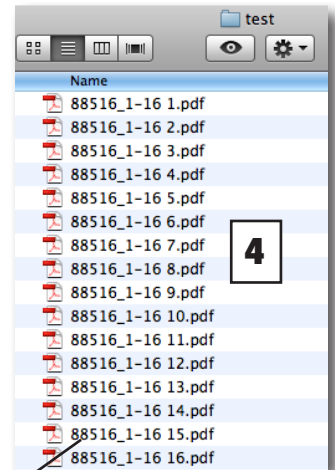 test
Name
88516_1-16 1.pdf
88516_1-16 2.pdf
88516_1-16 3.pdf
88516_1-16 4.pdf
88516_1-16 5.pdf
88516_1-16 6.pdf
88516_1-16 7.pdf
88516_1-16 8.pdf
4
88516_1-16 9.pdf
88516_1-16 10.pdf
88516_1-16 11.pdf
88516_1-16 12.pdf
88516_1-16 13.pdf
88516_1-16 14.pdf
88516_1-16 15.pdf
88516_1-16 16.pdf